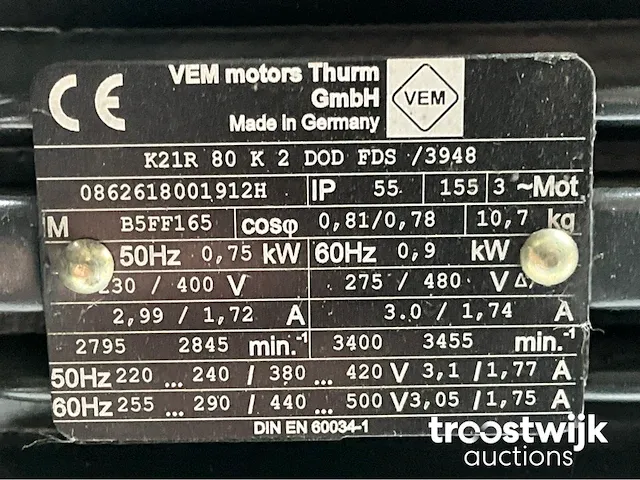 CE
VEM motors Thurm
GmbH
Made in Germany
VEM
K21R 80 K 2 DOD FDS /3948
0862618001912H IP 55 155 3 ~Mot
M B5FF165 cosφ 0,81/0,78 10,7 kg
50Hz 0,75 kW 60Hz 0,9 kW
230 / 400 V 275 / 480 V Δ/
2,99 / 1,72 A 3.0 / 1,74 A
2795 2845 min.⁻¹ 3400 3455 min.⁻¹
50Hz 220 ... 240 / 380 ... 420 V 3,1 / 1,77 A
60Hz 255 ... 290 / 440 ... 500 V 3,05 / 1,75 A
DIN EN 60034-1
troostwijk
auctions